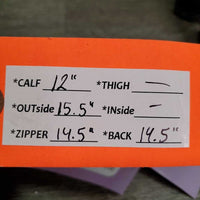 *CALF 12" *THIGH —
*OUTside 15.5" *INside -
*ZIPPER 14.5" *BACK 14.5"